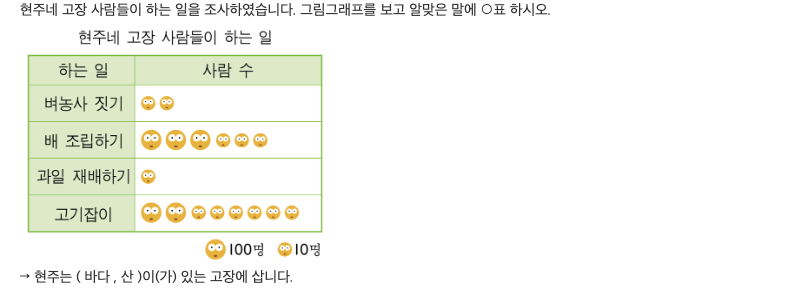 현주네 고장 사람들이 하는 일을 조사하였습니다. 그림그래프를 보고 알맞은 말에 ○표 하시오.
현주네 고장 사람들이 하는 일
하는 일 사람 수
벼농사 짓기
배 조립하기
과일 재배하기
고기잡이
100명 10명
→ 현주는 ( 바다 , 산 )이(가) 있는 고장에 삽니다.